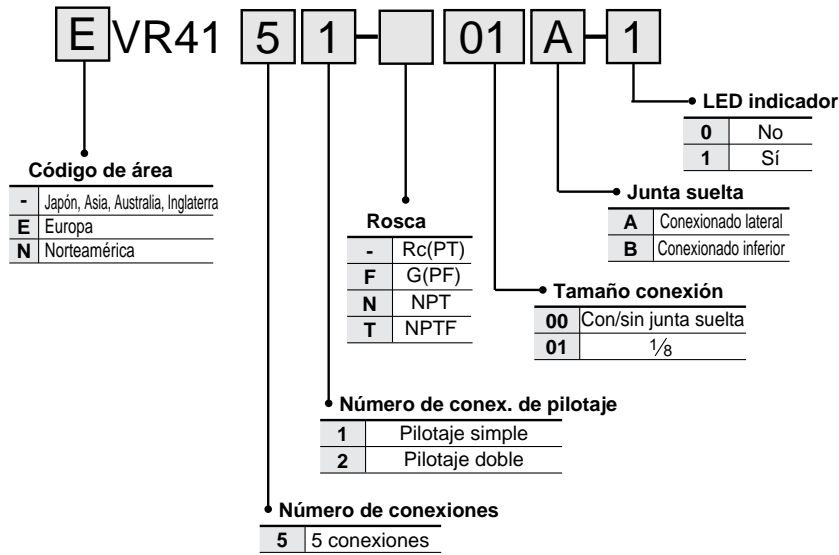 E VR41 5 1 - 01 A - 1
LED indicador
0 No
1 Sí
Código de área
- Japón, Asia, Australia, Inglaterra
E Europa
N Norteamérica
Junta suelta
A Conexionado lateral
B Conexionado inferior
Rosca
- Rc(PT)
F G(PF)
N NPT
T NPTF
Tamaño conexión
00 Con/sin junta suelta
01 1⁄8
Número de conex. de pilotaje
1 Pilotaje simple
2 Pilotaje doble
Número de conexiones
5 5 conexiones